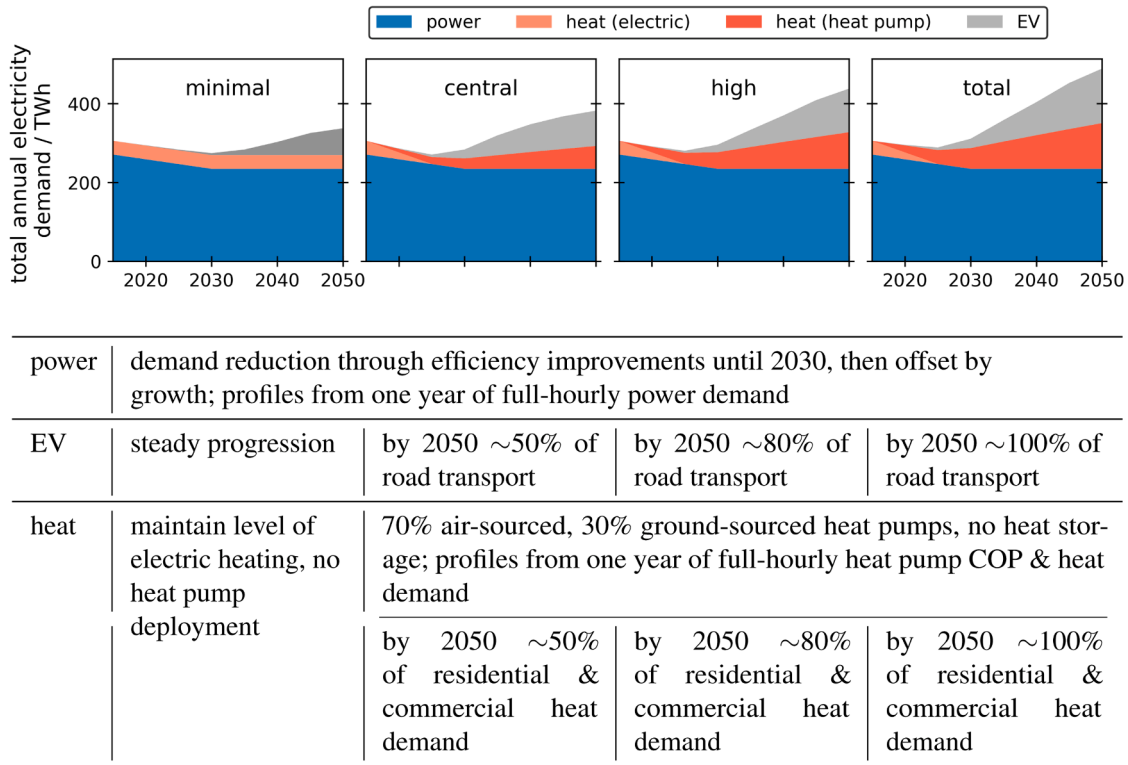 power heat (electric) heat (heat pump) EV
total annual electricity
demand / TWh
minimal central high total
400
200
0
2020 2030 2040 2050 2020 2030 2040 2050
power demand reduction through efficiency improvements until 2030, then offset by
growth; profiles from one year of full-hourly power demand
EV steady progression by 2050 ∼50% of by 2050 ∼80% of by 2050 ∼100% of
road transport road transport road transport
heat maintain level of 70% air-sourced, 30% ground-sourced heat pumps, no heat stor-
electric heating, no age; profiles from one year of full-hourly heat pump COP & heat
heat pump demand
deployment
by 2050 ∼50% by 2050 ∼80% by 2050 ∼100%
of residential & of residential & of residential &
commercial heat commercial heat commercial heat
demand demand demand